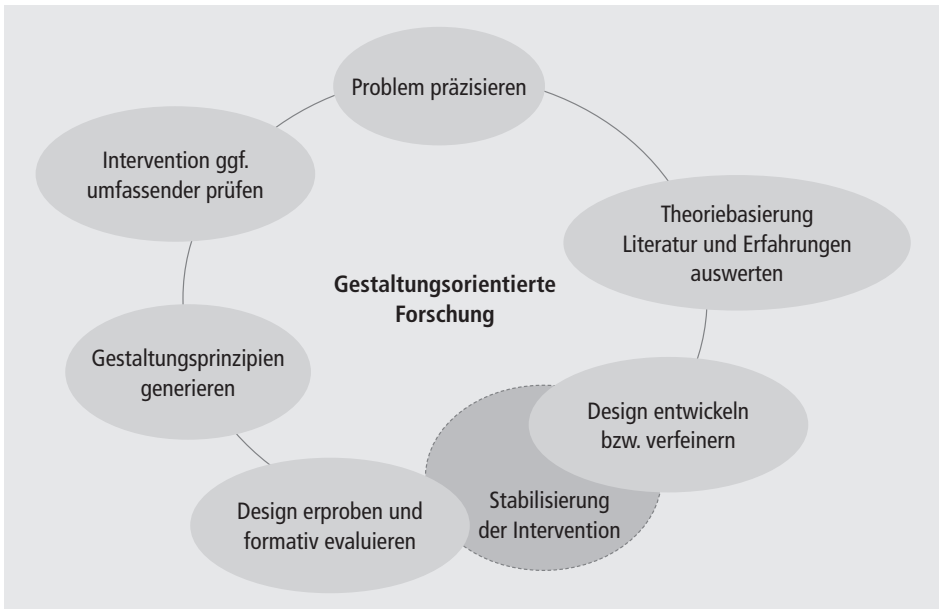 Problem präzisieren
Theoriebasierung
Literatur und Erfahrungen
auswerten
Design entwickeln
bzw. verfeinern
Stabilisierung
der Intervention
Design erproben und
formativ evaluieren
Gestaltungsprinzipien
generieren
Intervention ggf.
umfassender prüfen
Gestaltungsorientierte
Forschung